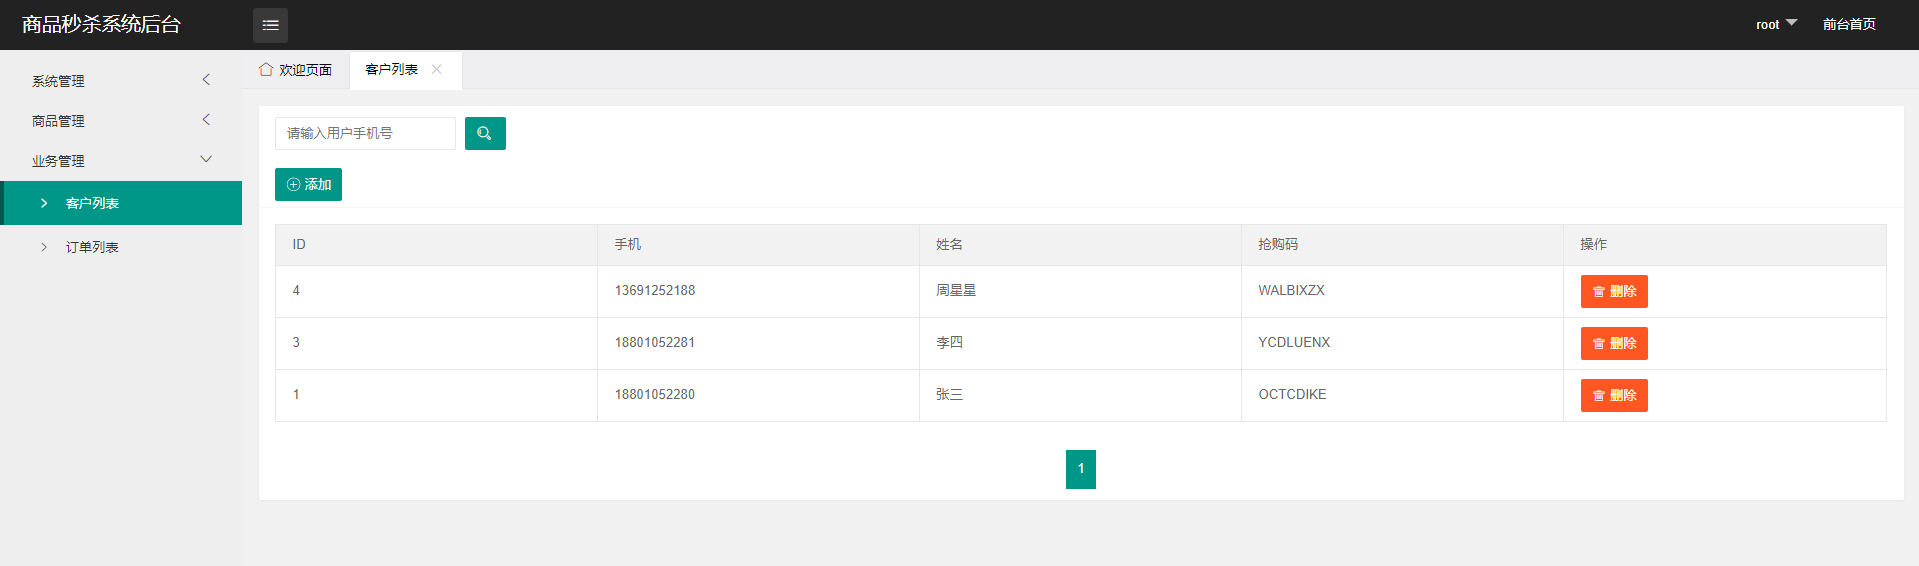 商品秒杀系统后台
root
前台首页
系统管理
商品管理
业务管理
客户列表
订单列表
欢迎页面
客户列表
请输入用户手机号
添加
ID 手机 姓名 抢购码 操作
4 13691252188 周星星 WALBIXZX 删除
3 18801052281 李四 YCDLUENX 删除
1 18801052280 张三 OCTCDIKE 删除
1